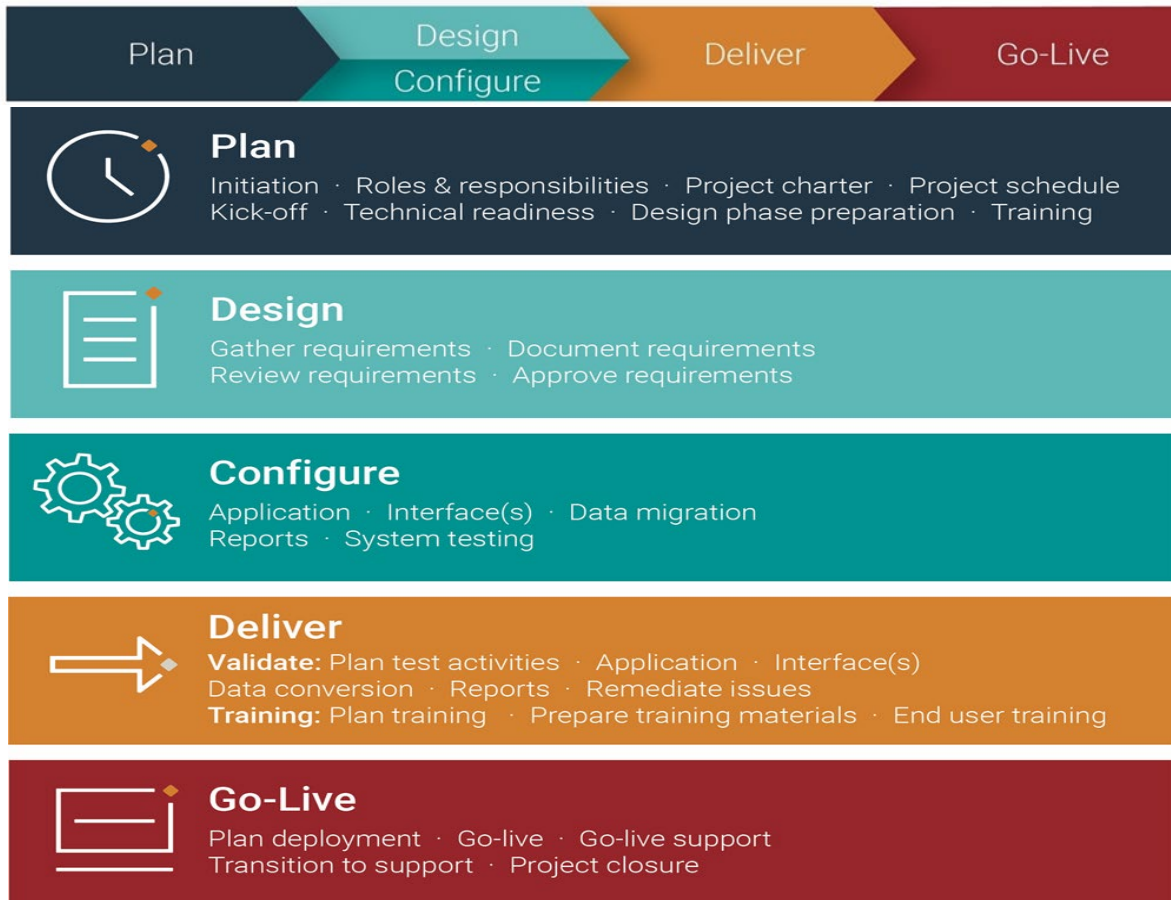 Plan
Design
Configure
Deliver
Go-Live
Plan
Initiation · Roles & responsibilities · Project charter · Project schedule
Kick-off · Technical readiness · Design phase preparation · Training
Design
Gather requirements · Document requirements
Review requirements · Approve requirements
Configure
Application · Interface(s) · Data migration
Reports · System testing
Deliver
Validate: Plan test activities · Application · Interface(s)
Data conversion · Reports · Remediate issues
Training: Plan training · Prepare training materials · End user training
Go-Live
Plan deployment · Go-live · Go-live support
Transition to support · Project closure